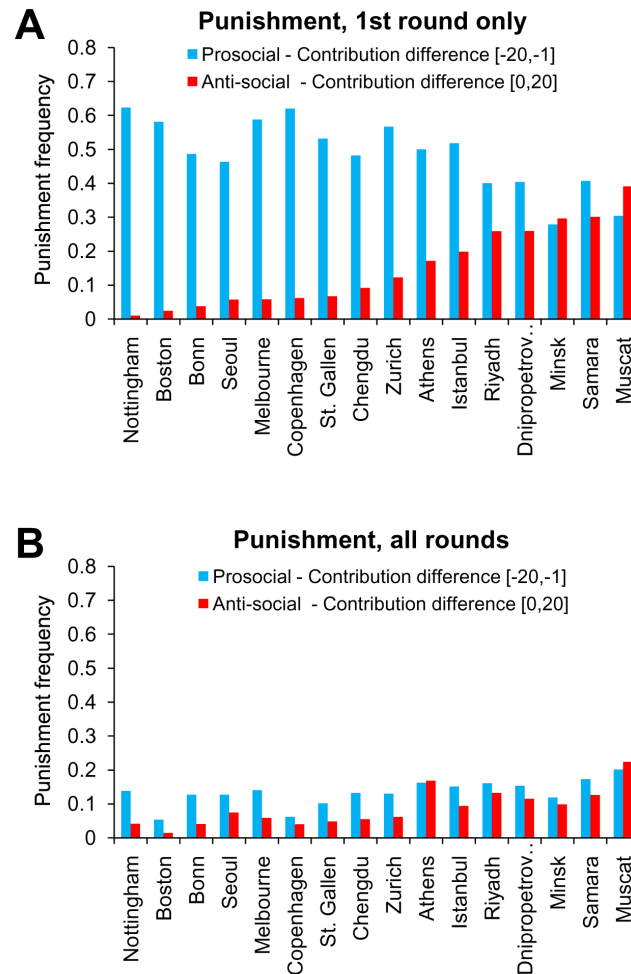 A
Punishment, 1st round only
Prosocial - Contribution difference [-20,-1]
Anti-social - Contribution difference [0,20]
Punishment frequency
0.8
0.7
0.6
0.5
0.4
0.3
0.2
0.1
0
Nottingham
Boston
Bonn
Seoul
Melbourne
Copenhagen
St. Gallen
Chengdu
Zurich
Athens
Istanbul
Riyadh
Dnipropetrov..
Minsk
Samara
Muscat
B
Punishment, all rounds
Prosocial - Contribution difference [-20,-1]
Anti-social - Contribution difference [0,20]
Punishment frequency
0.8
0.7
0.6
0.5
0.4
0.3
0.2
0.1
0
Nottingham
Boston
Bonn
Seoul
Melbourne
Copenhagen
St. Gallen
Chengdu
Zurich
Athens
Istanbul
Riyadh
Dnipropetrov..
Minsk
Samara
Muscat